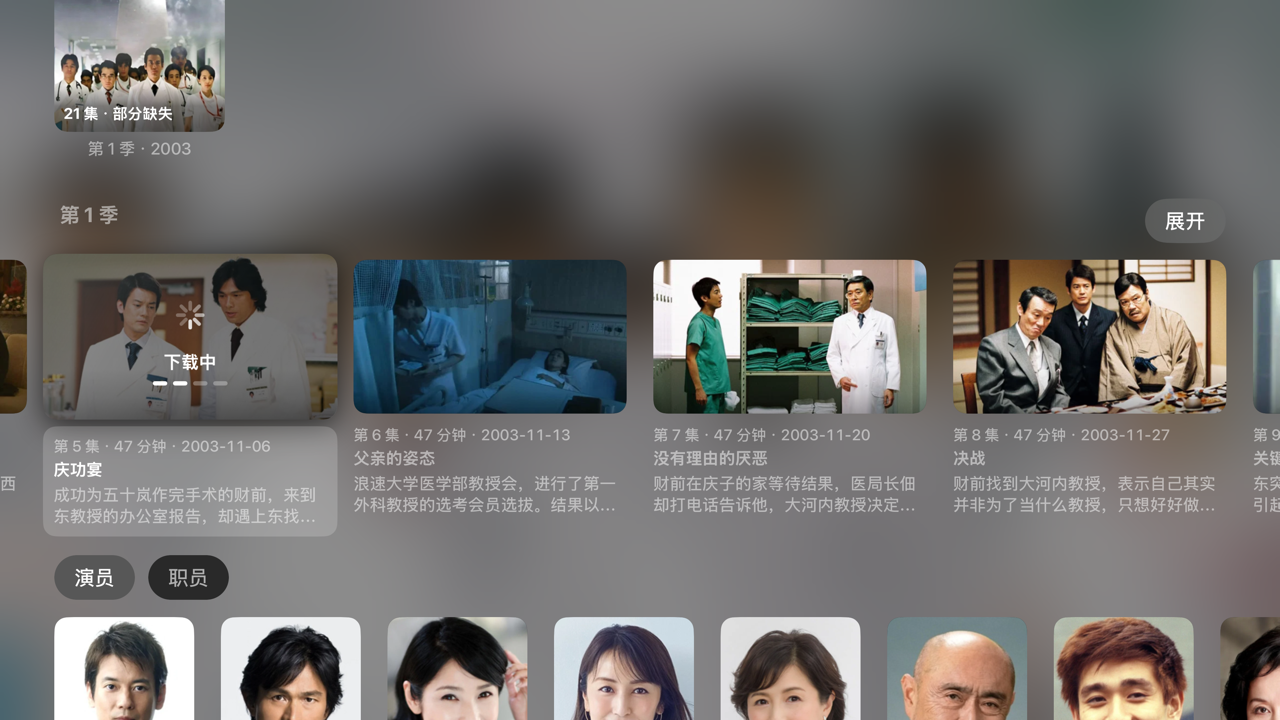 21 集 · 部分缺失
第 1 季 · 2003
第 1 季
展开
下载中
第 5 集 · 47 分钟 · 2003-11-06
庆功宴
成功为五十岚作完手术的财前，来到
东教授的办公室报告，却遇上东找…
第 6 集 · 47 分钟 · 2003-11-13
父亲的姿态
浪速大学医学部教授会，进行了第一
外科教授的选考会员选拔。结果以…
第 7 集 · 47 分钟 · 2003-11-20
没有理由的厌恶
财前在庆子的家等待结果，医局长佃
却打电话告诉他，大河内教授决定…
第 8 集 · 47 分钟 · 2003-11-27
决战
财前找到大河内教授，表示自己其实
并非为了当什么教授，只想好好做…
西
第 9
关键
东突
引起
演员
职员